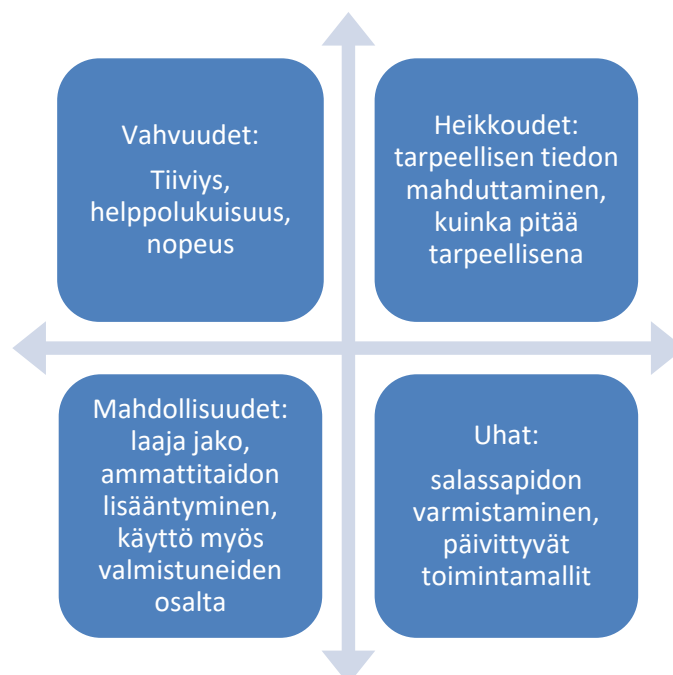 Vahvuudet:
Tiiviys,
helppolukuisuus,
nopeus
Heikkoudet:
tarpeellisen tiedon
mahduttaminen,
kuinka pitää
tarpeellisena
Mahdollisuudet:
laaja jako,
ammattitaidon
lisääntyminen,
käyttö myös
valmistuneiden
osalta
Uhat:
salassapidon
varmistaminen,
päivittyvät
toimintamallit